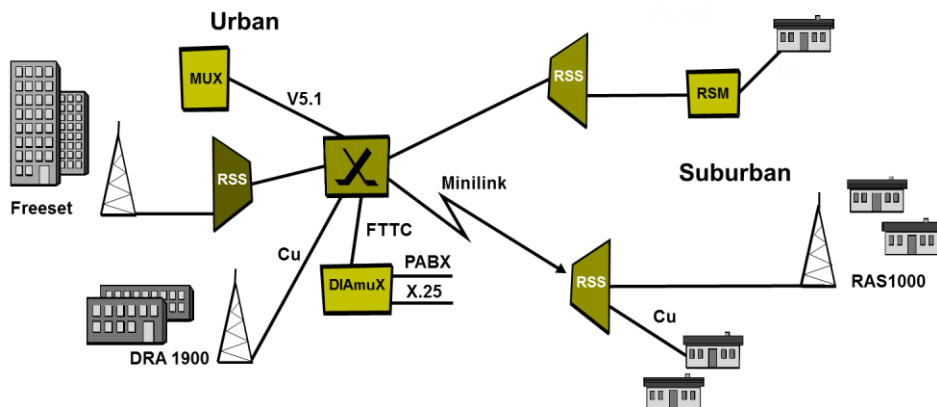 Urban
MUX
V5.1
RSS
RSM
RSS
Freeset
Minilink
Suburban
FTTC
Cu
PABX
DIAmuX
X.25
RSS
RAS1000
Cu
DRA 1900